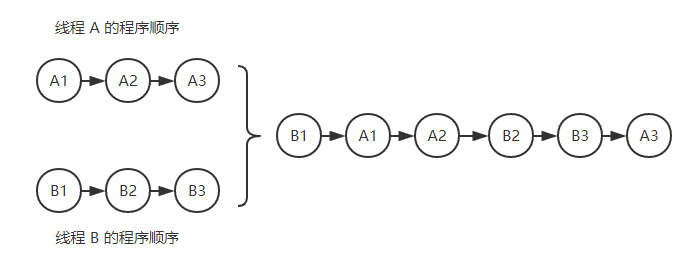 线程 A 的程序顺序
A1 A2 A3
B1 A1 A2 B2 B3 A3
B1 B2 B3
线程 B 的程序顺序